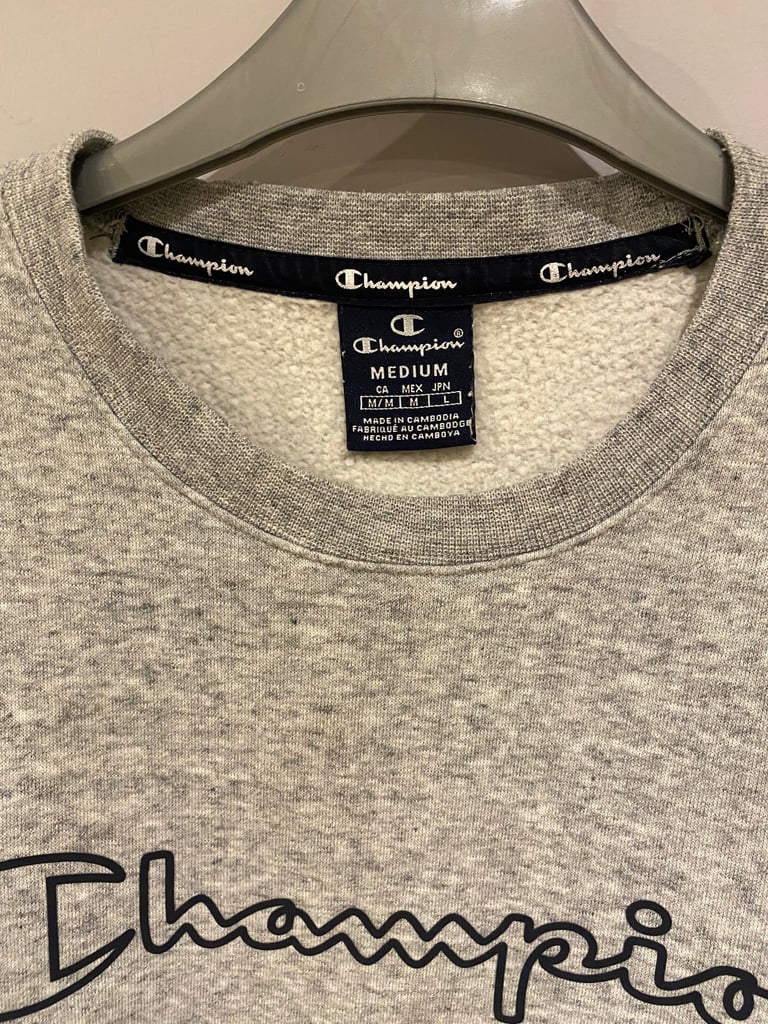 Champion Champion Champion
Champion®
MEDIUM
CA MEX JPN
M/M M L
MADE IN CAMBODIA
FABRIQUÉ AU CAMBODGE
HECHO EN CAMBOYA
Champio